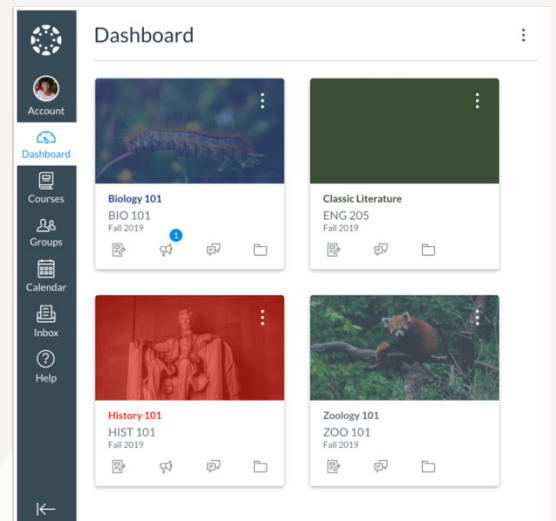 Dashboard
Account
Dashboard
Courses
Groups
Calendar
Inbox
Help
Biology 101
BIO 101
Fall 2019
1
Classic Literature
ENG 205
Fall 2019
History 101
HIST 101
Fall 2019
Zoology 101
ZOO 101
Fall 2019